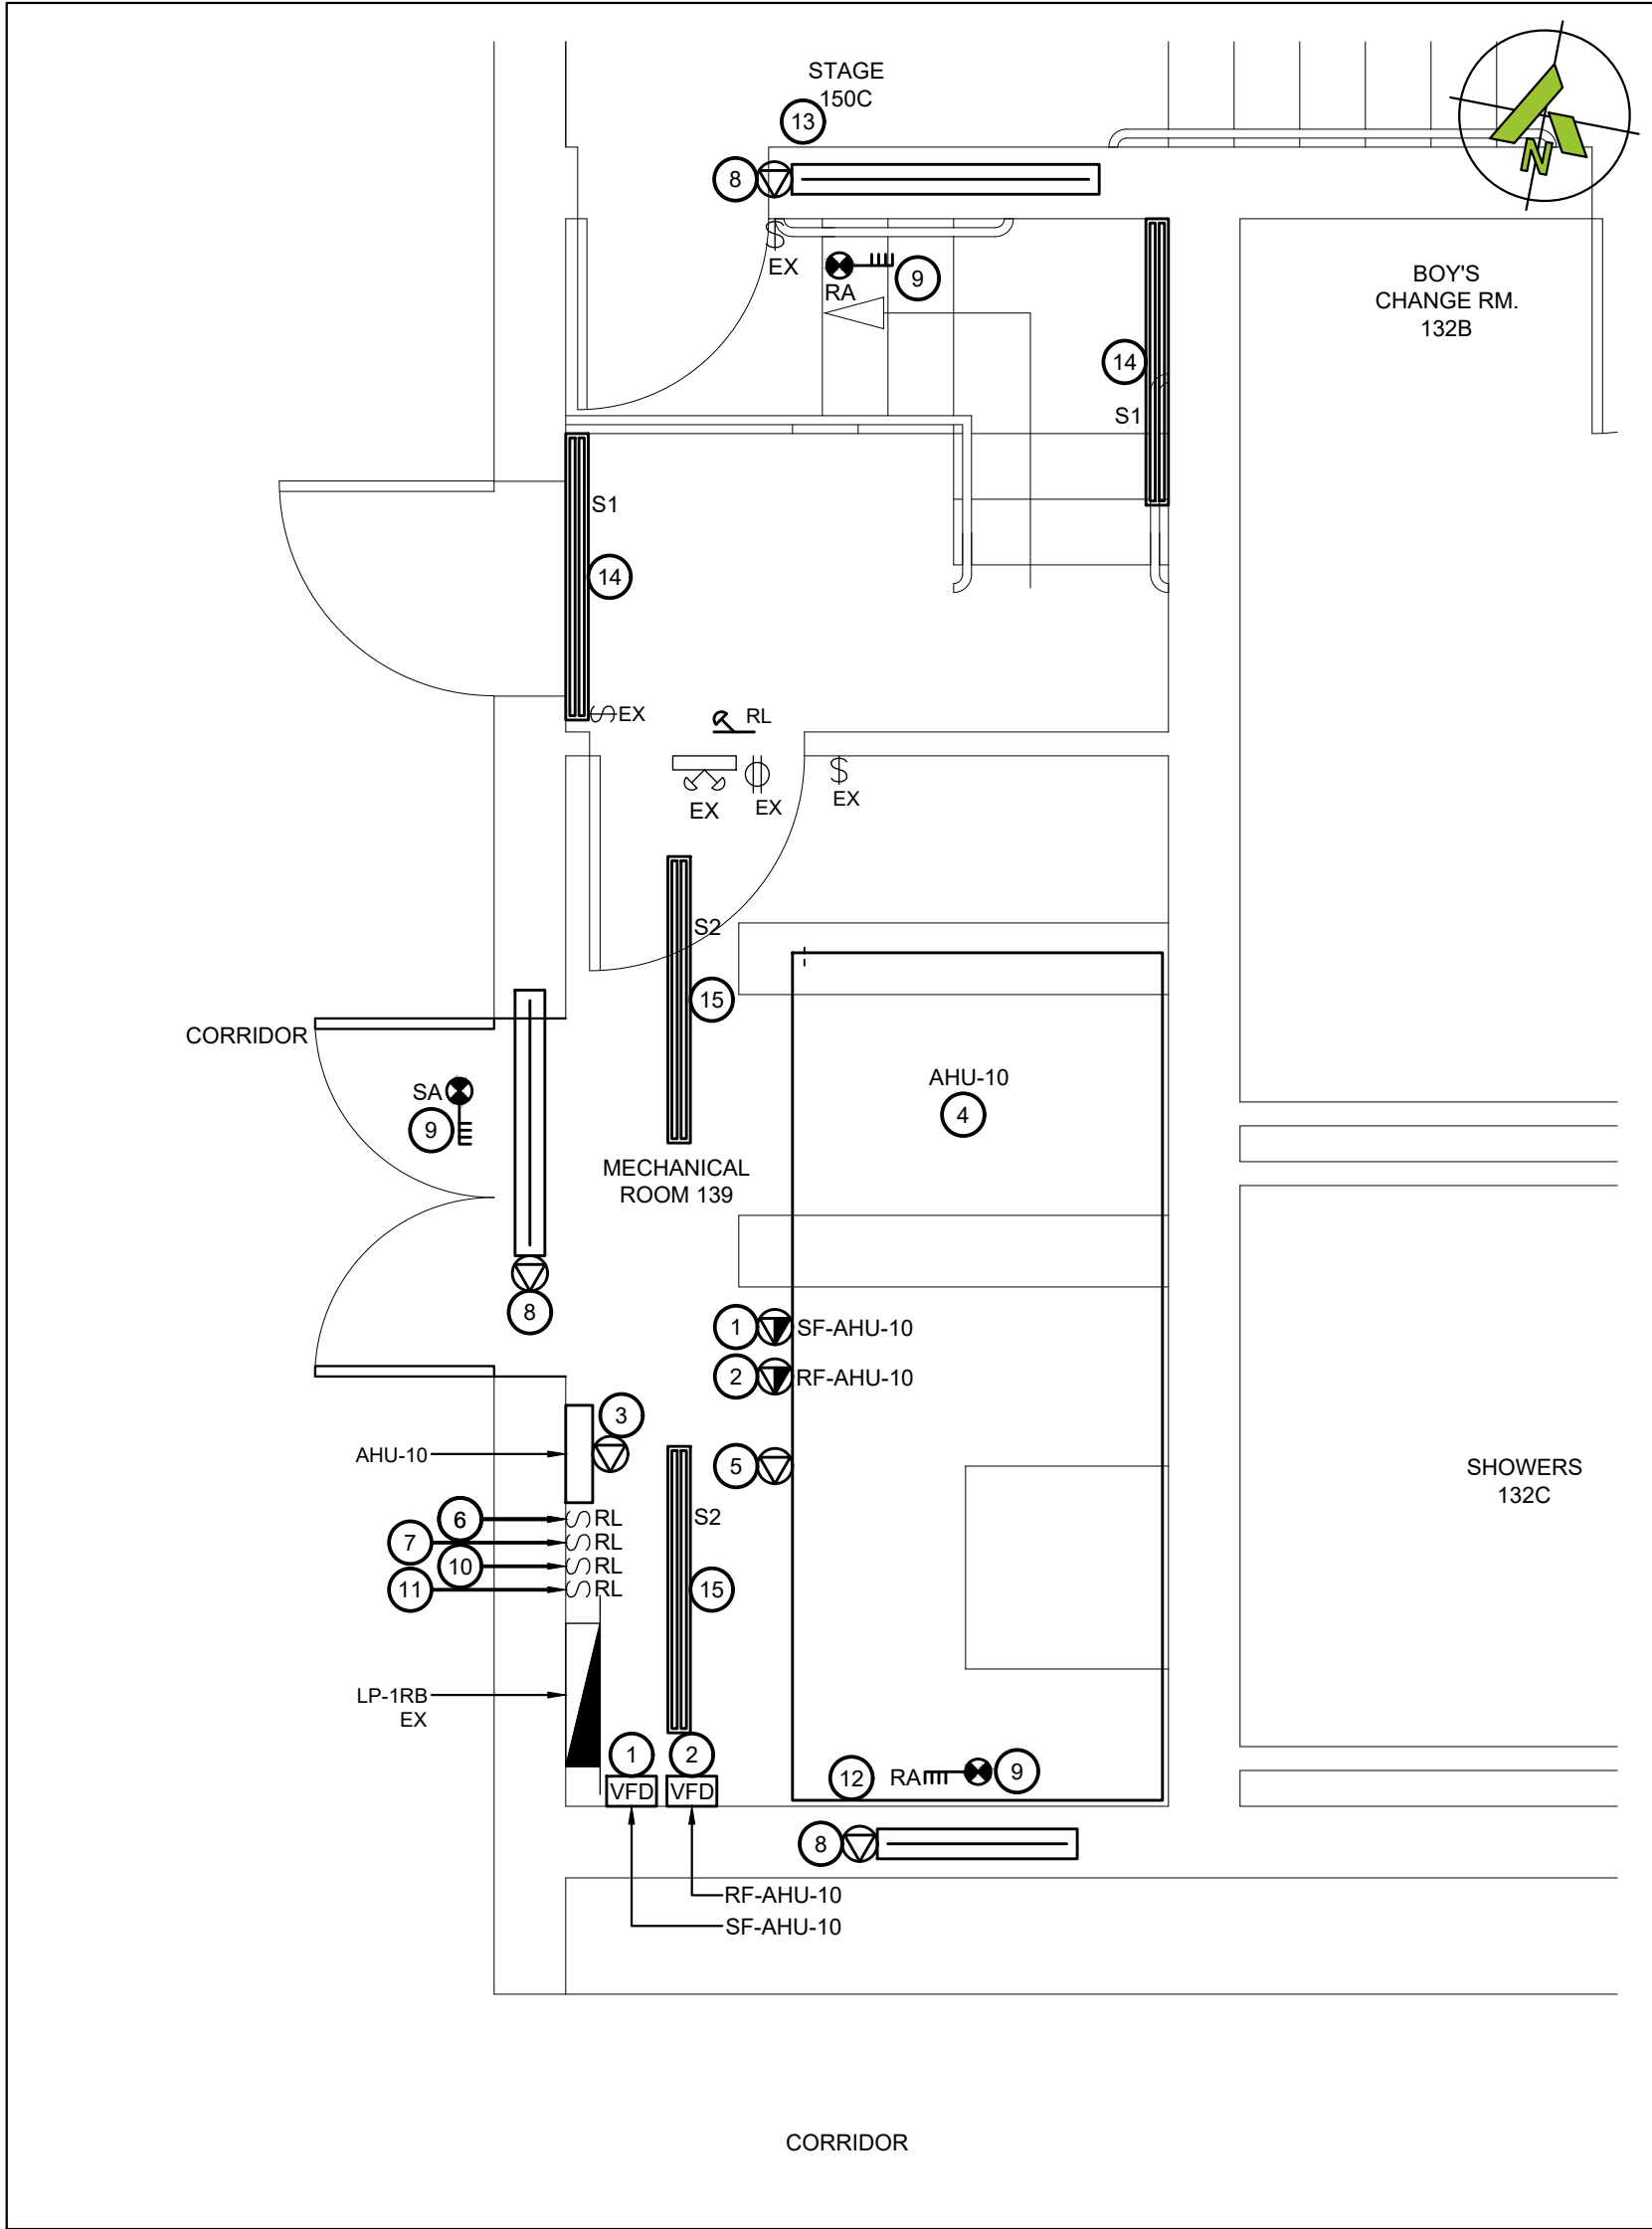 STAGE
150C
13
N
8
EX
RA
9
BOY'S
CHANGE RM.
132B
14
S1
S1
14
EX
RL
EX
EX
EX
S2
15
CORRIDOR
SA
9
AHU-10
4
MECHANICAL
ROOM 139
8
1
SF-AHU-10
2
RF-AHU-10
3
AHU-10
5
SHOWERS
132C
6
RL
S2
7
RL
10
RL
11
RL
15
LP-1RB
EX
1
2
VFD
VFD
12
RA
9
8
RF-AHU-10
SF-AHU-10
CORRIDOR